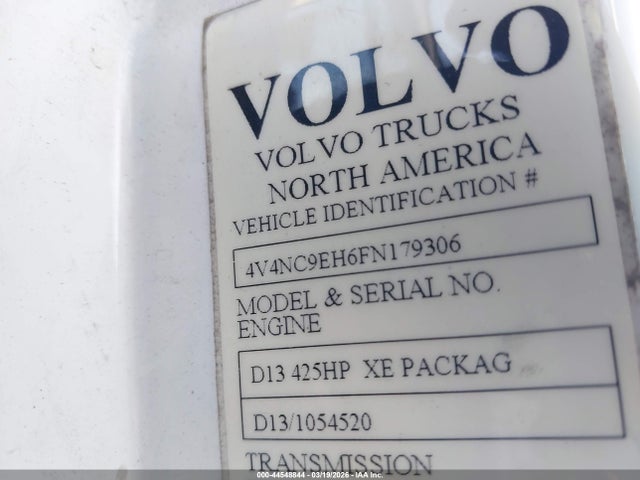 VOLVO
VOLVO TRUCKS
NORTH AMERICA
VEHICLE IDENTIFICATION #
4V4NC9EH6FN179306
MODEL & SERIAL NO.
ENGINE
D13 425HP XE PACKAG
D13/1054520
TRANSMISSION
000-44548844 - 03/19/2026 - IAA Inc.